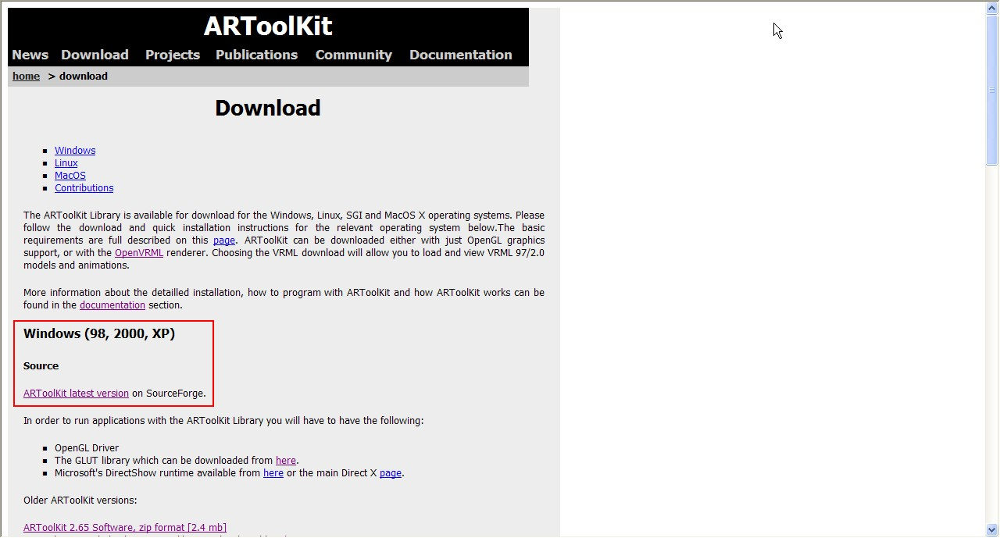 ARToolKit
News Download Projects Publications Community Documentation
home > download
Download
Windows
Linux
MacOS
Contributions
The ARToolKit Library is available for download for the Windows, Linux, SGI and MacOS X operating systems. Please
follow the download and quick installation instructions for the relevant operating system below.The basic
requirements are full described on this page. ARToolKit can be downloaded either with just OpenGL graphics
support, or with the OpenVRML renderer. Choosing the VRML download will allow you to load and view VRML 97/2.0
models and animations.
More information about the detailled installation, how to program with ARToolKit and how ARToolKit works can be
found in the documentation section.
Windows (98, 2000, XP)
Source
ARToolKit latest version on SourceForge.
In order to run applications with the ARToolKit Library you will have to have the following:
OpenGL Driver
The GLUT library which can be downloaded from here.
Microsoft's DirectShow runtime available from here or the main Direct X page.
Older ARToolKit versions:
ARToolKit 2.65 Software, zip format [2.4 mb]